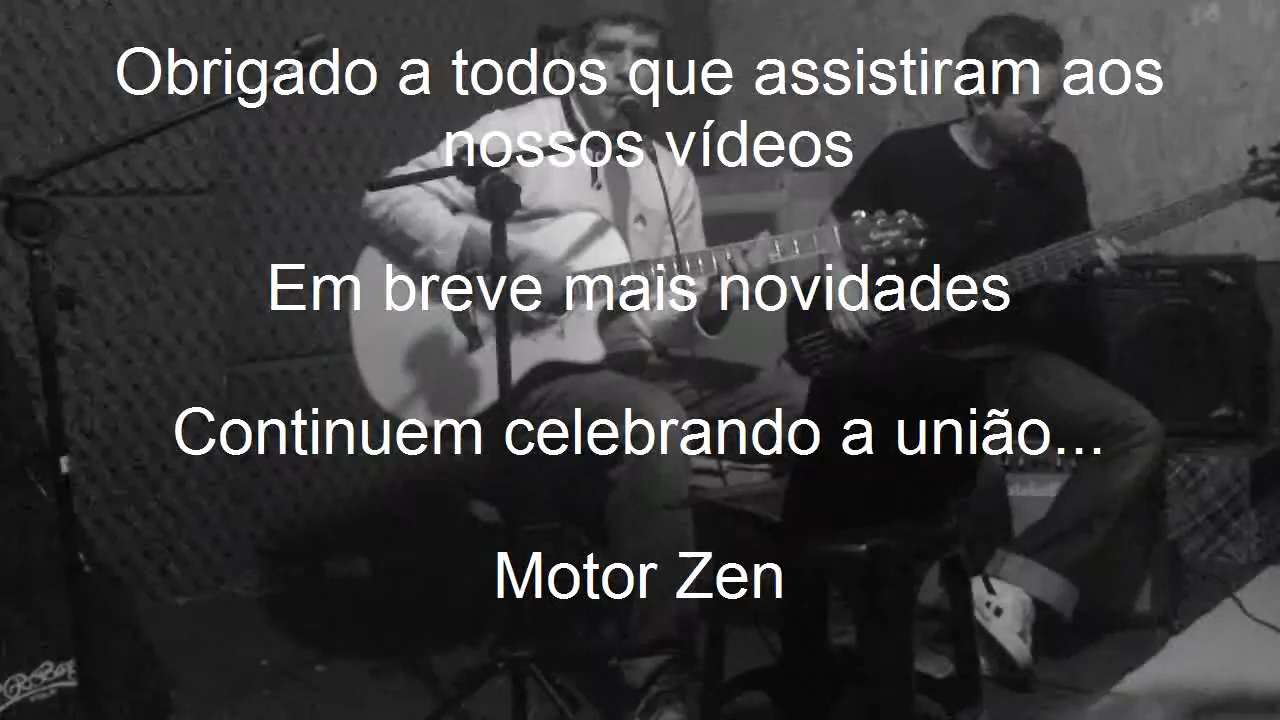 Obrigado a todos que assistiram aos
nossos vídeos
Em breve mais novidades
Continuem celebrando a união...
Motor Zen